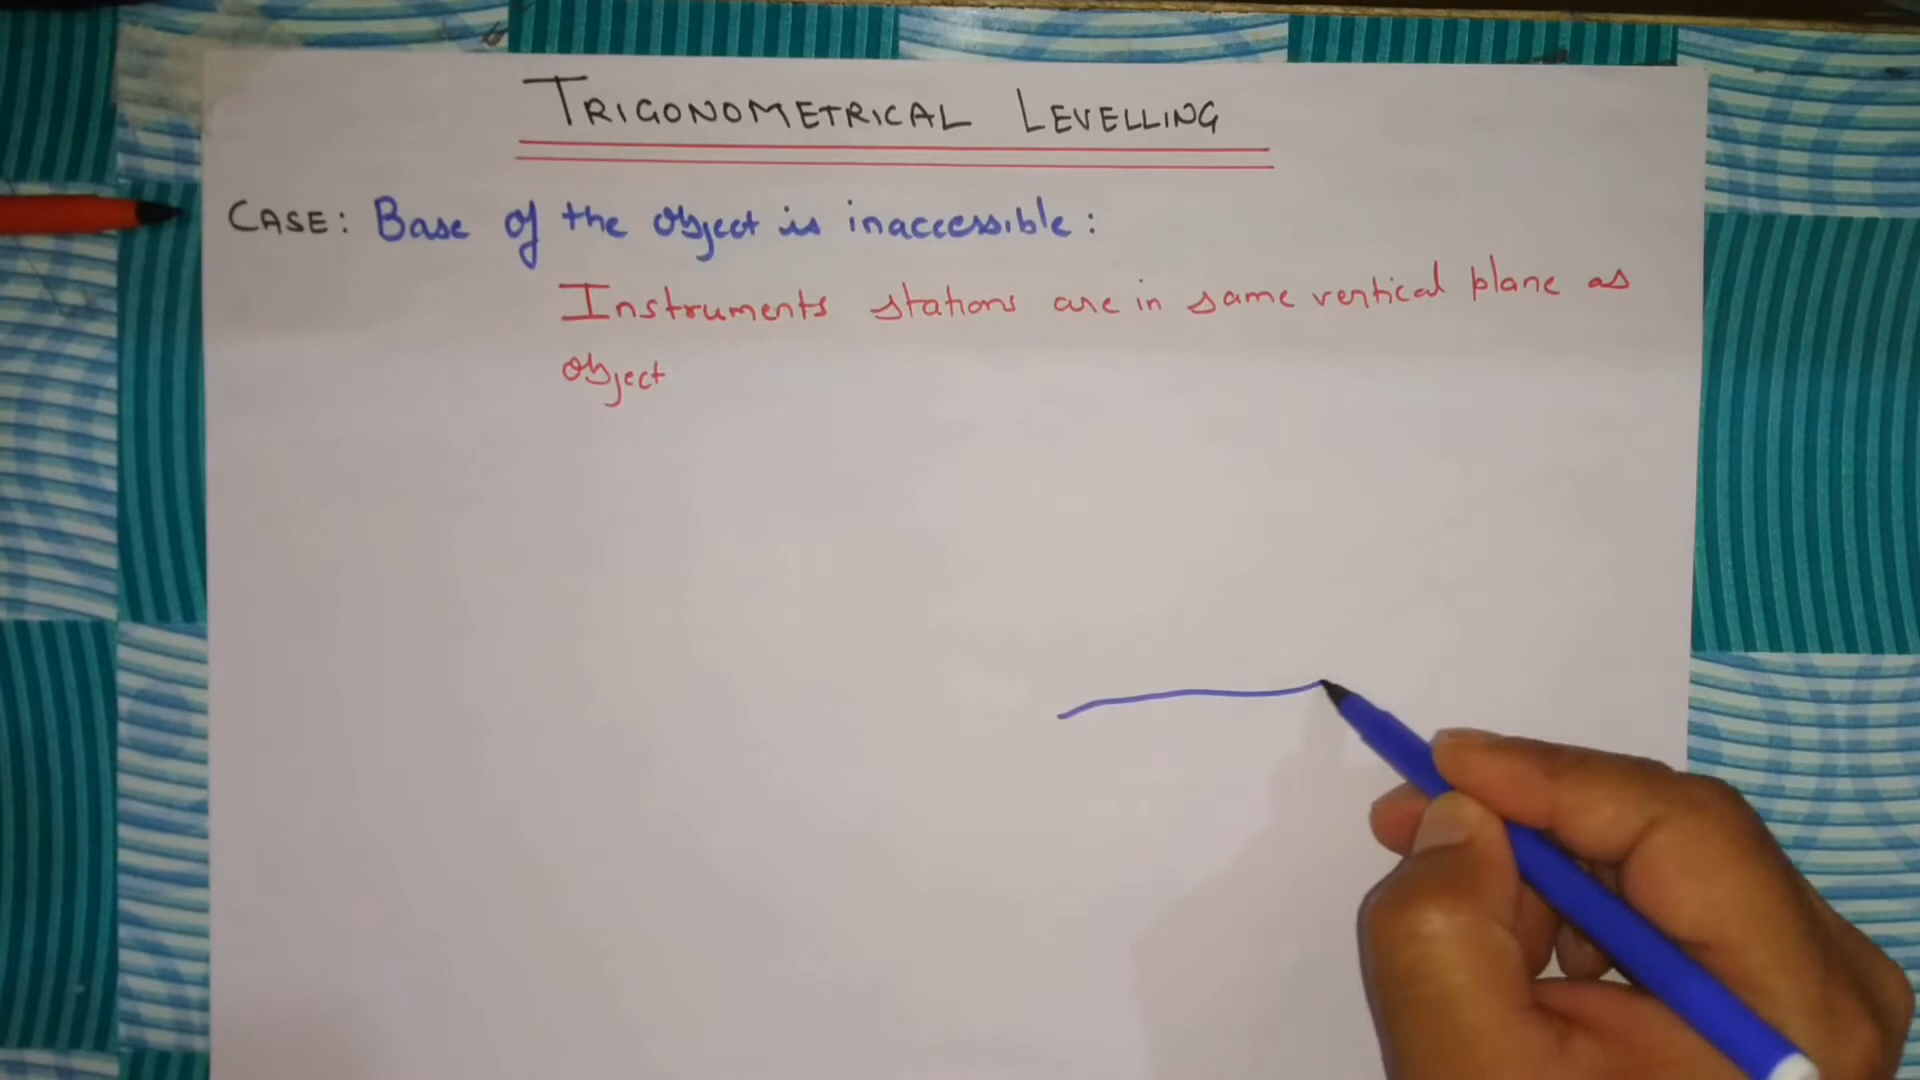 TRIGONOMETRICAL LEVELLING
CASE: Base of the object is inaccessible:
Instruments stations are in same vertical plane as
object